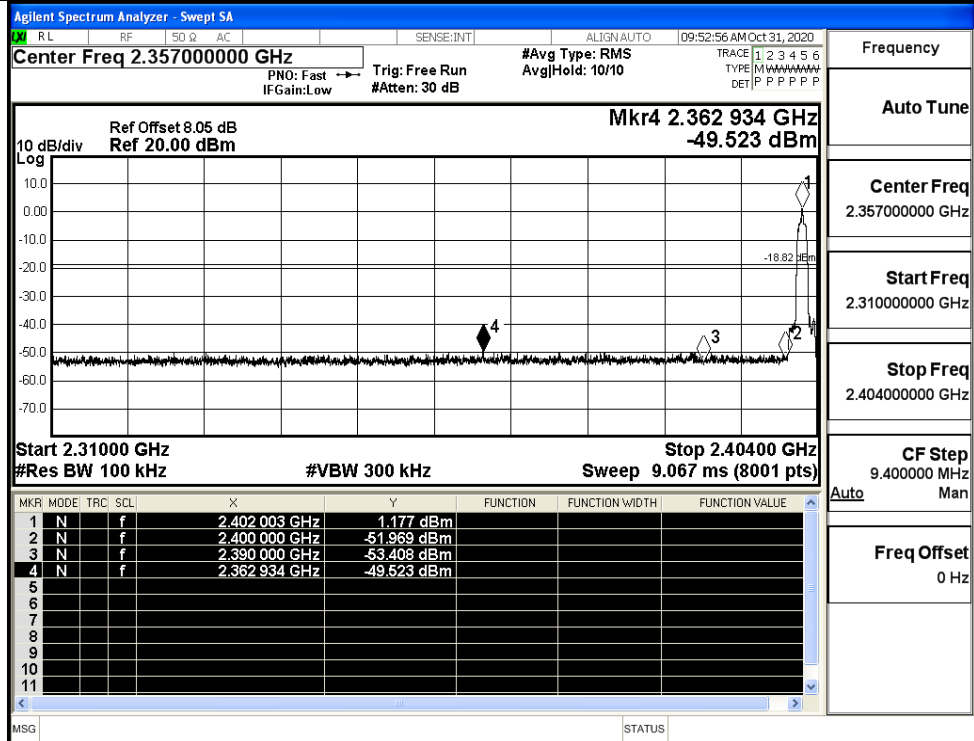 Agilent Spectrum Analyzer - Swept SA
LXI RL RF 50 Ω AC SENSE:INT ALIGNAUTO 09:52:56 AM Oct 31, 2020
Center Freq 2.357000000 GHz
PNO: Fast
IFGain:Low
Trig: Free Run
#Atten: 30 dB
#Avg Type: RMS
Avg|Hold: 10/10
TRACE 1 2 3 4 5 6
TYPE M W W W W W
DET P P P P P P
Mkr4 2.362 934 GHz
-49.523 dBm
Ref Offset 8.05 dB
10 dB/div Ref 20.00 dBm
Log
10.0
0.00
-10.0
-20.0
-30.0
-40.0
-50.0
-60.0
-70.0
1
-18.82 dBm
4
3
2
Start 2.31000 GHz Stop 2.40400 GHz
#Res BW 100 kHz #VBW 300 kHz Sweep 9.067 ms (8001 pts)
MKR MODE TRC SCL X Y FUNCTION FUNCTION WIDTH FUNCTION VALUE
1 N f 2.402 003 GHz 1.177 dBm
2 N f 2.400 000 GHz -51.969 dBm
3 N f 2.390 000 GHz -53.408 dBm
4 N f 2.362 934 GHz -49.523 dBm
5
6
7
8
9
10
11
MSG STATUS
Frequency
Auto Tune
Center Freq
2.357000000 GHz
Start Freq
2.310000000 GHz
Stop Freq
2.404000000 GHz
CF Step
9.400000 MHz
Auto Man
Freq Offset
0 Hz